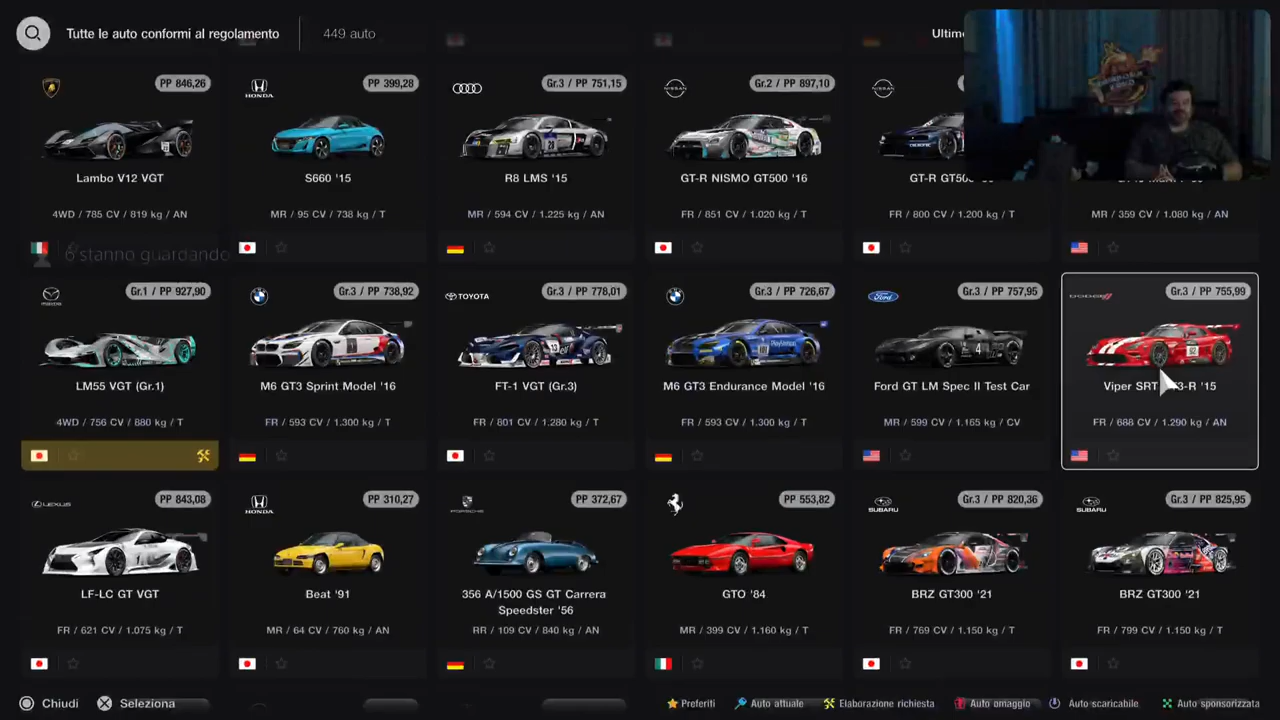 Tutte le auto conformi al regolamento
449 auto
PP 846,26
Lambo V12 VGT
4WD / 785 CV / 819 kg / AN
HONDA
PP 399,28
S660 '15
MR / 95 CV / 738 kg / T
Gr.3 / PP 751,15
R8 LMS '15
MR / 594 CV / 1.225 kg / AN
NISSAN
Gr.2 / PP 897,10
GT-R NISMO GT500 '16
FR / 851 CV / 1.020 kg / T
FR / 800 CV / 1.200 kg / T
MR / 359 CV / 1.080 kg / AN
6 stanno guardando
Gr.1 / PP 927,90
LM55 VGT (Gr.1)
4WD / 756 CV / 880 kg / T
Gr.3 / PP 738,92
M6 GT3 Sprint Model '16
FR / 593 CV / 1.300 kg / T
TOYOTA
Gr.3 / PP 778,01
FT-1 VGT (Gr.3)
FR / 801 CV / 1.280 kg / T
Gr.3 / PP 726,67
M6 GT3 Endurance Model '16
FR / 593 CV / 1.300 kg / T
Ford
Gr.3 / PP 757,95
Ford GT LM Spec II Test Car
MR / 599 CV / 1.165 kg / CV
DODGE
Gr.3 / PP 755,99
Viper SRT '15
FR / 688 CV / 1.290 kg / AN
LEXUS
PP 843,08
LF-LC GT VGT
FR / 621 CV / 1.075 kg / T
HONDA
PP 310,27
Beat '91
MR / 64 CV / 760 kg / AN
PORSCHE
PP 372,67
356 A/1500 GS GT Carrera
Speedster '56
RR / 109 CV / 840 kg / AN
PP 553,82
GTO '84
MR / 399 CV / 1.160 kg / T
SUBARU
Gr.3 / PP 820,36
BRZ GT300 '21
FR / 769 CV / 1.150 kg / T
SUBARU
Gr.3 / PP 825,95
BRZ GT300 '21
FR / 799 CV / 1.150 kg / T
Chiudi
Seleziona
Preferiti
Auto attuale
Elaborazione richiesta
Auto omaggio
Auto scaricabile
Auto sponsorizzata